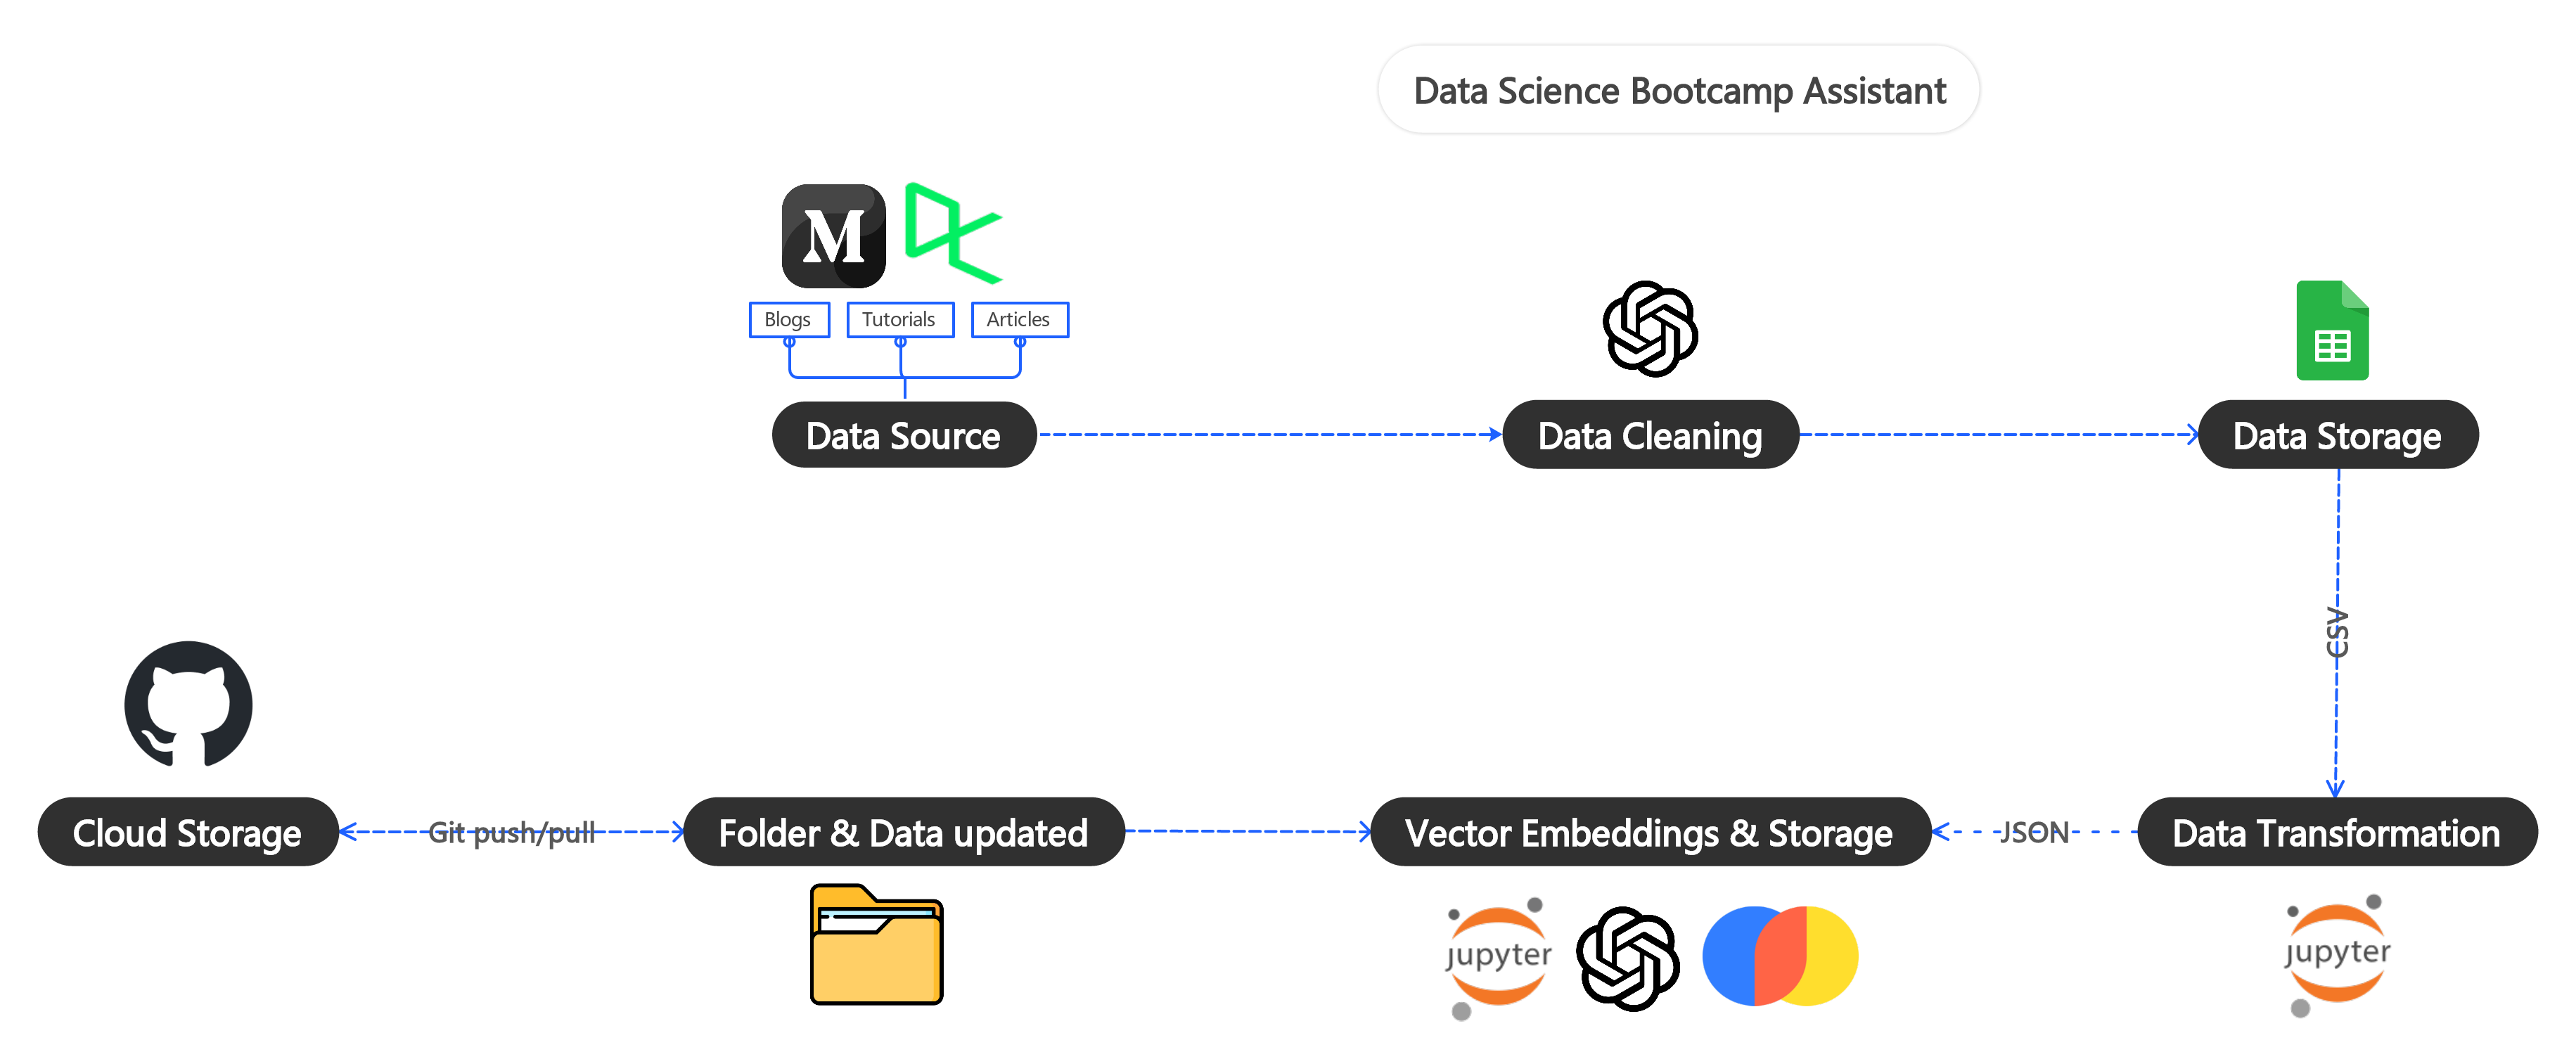 Data Science Bootcamp Assistant
M
Blogs
Tutorials
Articles
Data Source
Data Cleaning
Data Storage
CSV
Cloud Storage
Git push/pull
Folder & Data updated
Vector Embeddings & Storage
JSON
Data Transformation
jupyter
jupyter